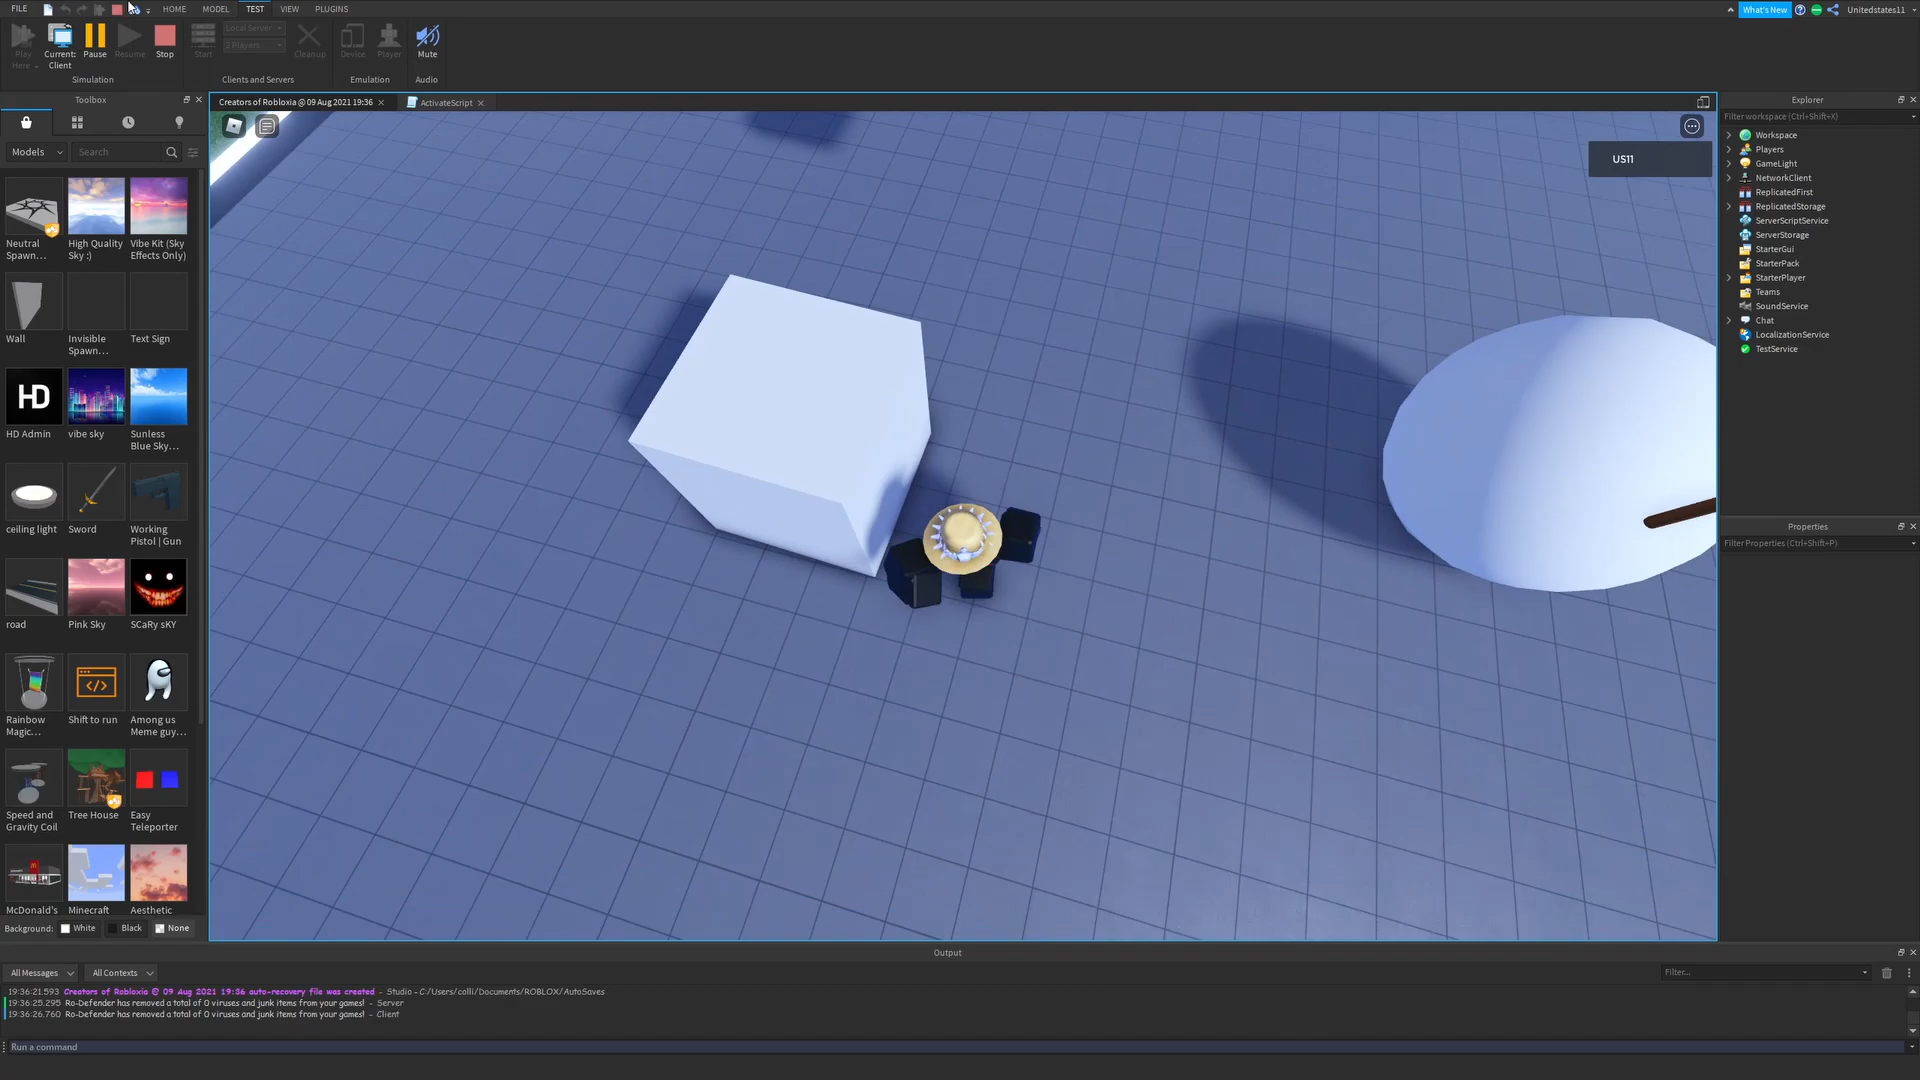 FILE HOME MODEL TEST VIEW PLUGINS What's New Unitedstates11
Play Here Current: Client Pause Resume Stop Start Local Server 2 Players Cleanup Device Player Mute
Simulation Clients and Servers Emulation Audio
Toolbox
Creators of Robloxia @ 09 Aug 2021 19:36 ActivateScript
Explorer
Filter workspace (Ctrl+Shift+X)
Models Search
US11
Workspace
Players
GameLight
NetworkClient
ReplicatedFirst
ReplicatedStorage
ServerScriptService
ServerStorage
StarterGui
StarterPack
StarterPlayer
Teams
SoundService
Chat
LocalizationService
TestService
Neutral Spawn... High Quality Sky :) Vibe Kit (Sky Effects Only)
Wall Invisible Spawn... Text Sign
HD
HD Admin vibe sky Sunless Blue Sky...
ceiling light Sword Working Pistol | Gun
road Pink Sky SCaRy sKY
Rainbow Magic... Shift to run Among us Meme guy...
Speed and Gravity Coil Tree House Easy Teleporter
McDonald's Minecraft Aesthetic
Background: White Black None
Properties
Filter Properties (Ctrl+Shift+P)
Output
All Messages All Contexts Filter...
19:36:21.593 Creators of Robloxia @ 09 Aug 2021 19:36 auto-recovery file was created - Studio - C:/Users/colli/Documents/ROBLOX/AutoSaves
19:36:25.295 Ro-Defender has removed a total of 0 viruses and junk items from your games! - Server
19:36:26.760 Ro-Defender has removed a total of 0 viruses and junk items from your games! - Client
Run a command